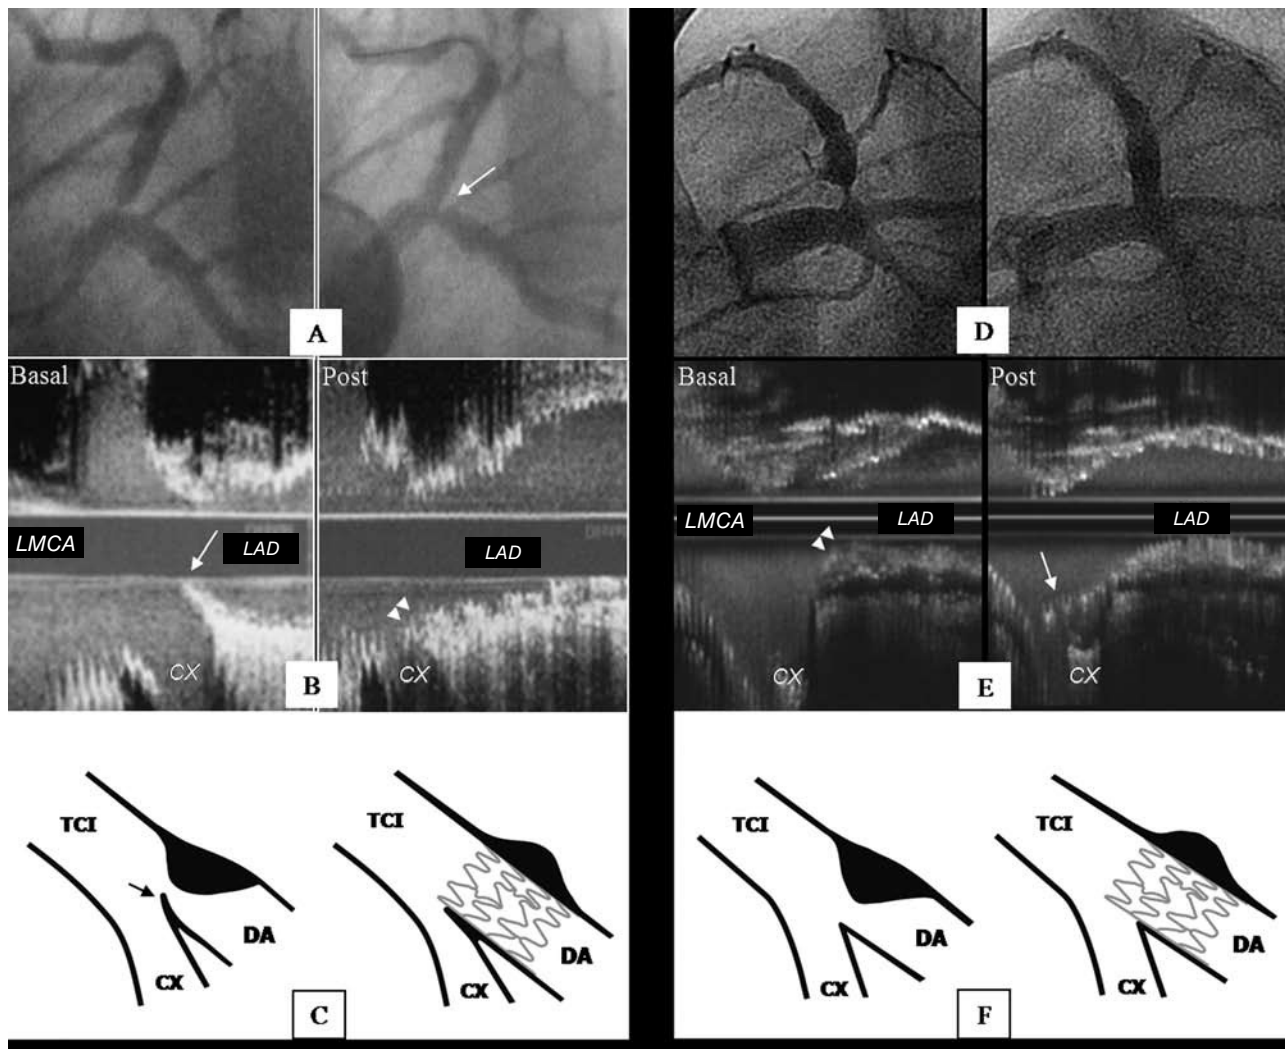 A
D
Basal
Post
LMCA
LAD
LAD
CX
CX
B
Basal
Post
LMCA
LAD
LAD
CX
CX
E
TCI
DA
CX
TCI
DA
CX
C
TCI
DA
CX
TCI
DA
CX
F